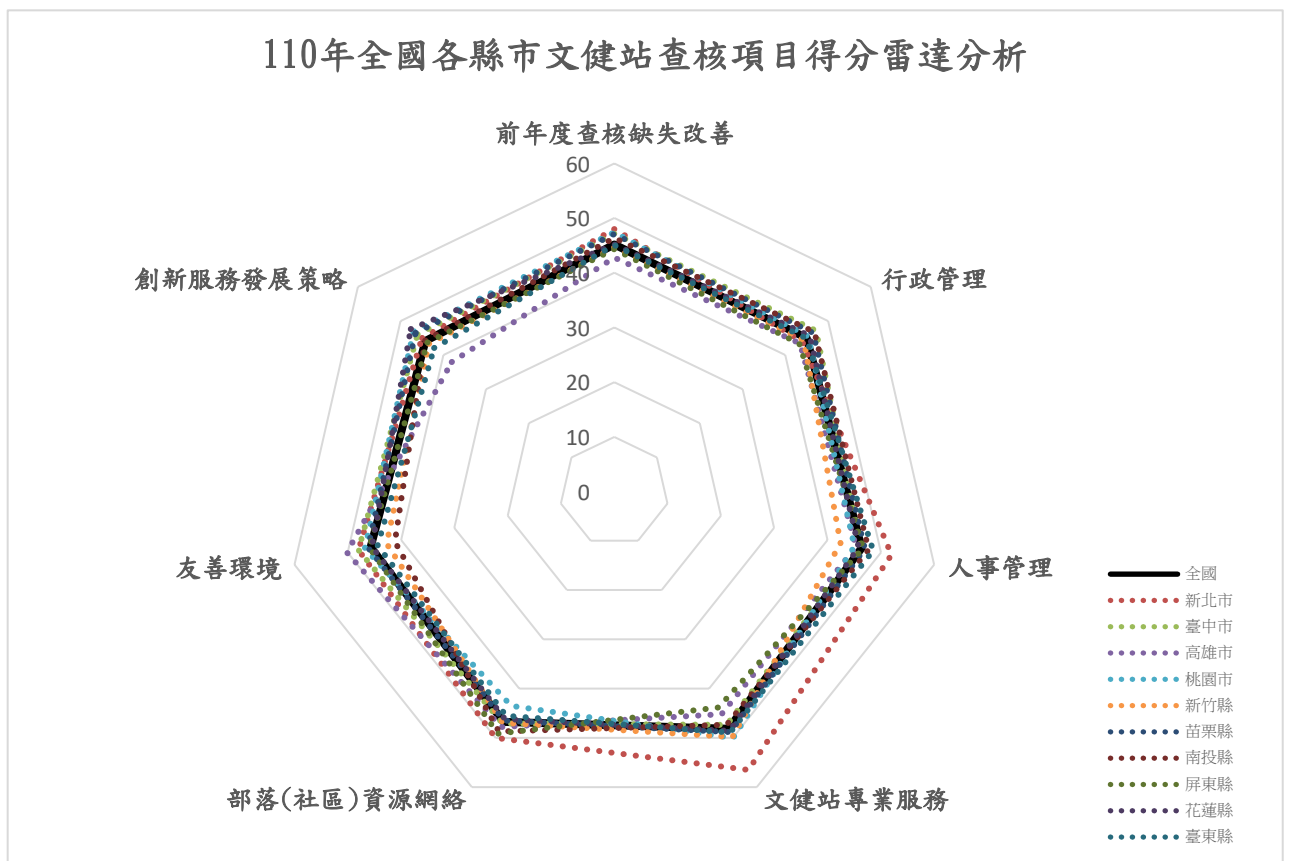 110年全國各縣市文健站查核項目得分雷達分析
前年度查核缺失改善
60
50
40
30
20
10
0
創新服務發展策略
行政管理
友善環境
人事管理
部落(社區)資源網絡
文健站專業服務
全國
新北市
臺中市
高雄市
桃園市
新竹縣
苗栗縣
南投縣
屏東縣
花蓮縣
臺東縣